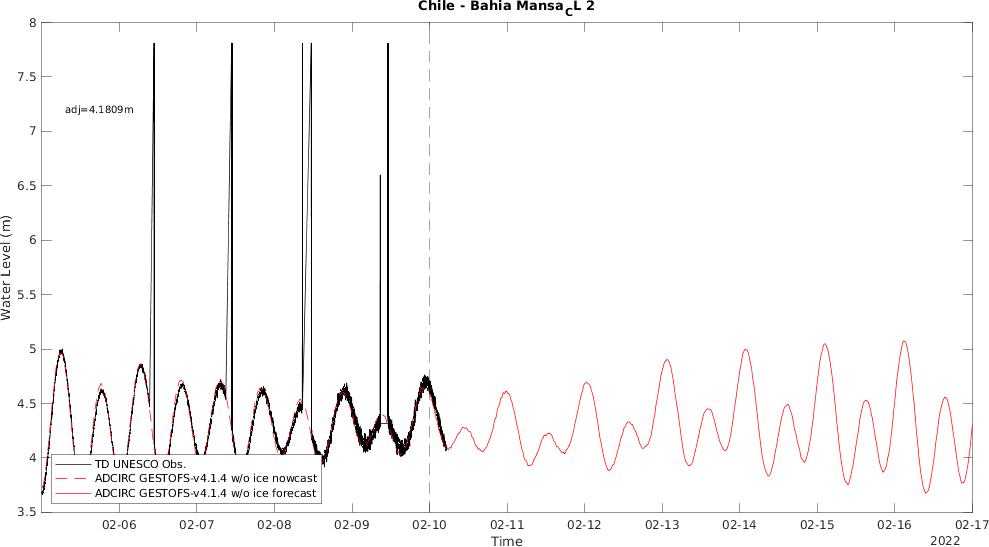 Chile - Bahia Mansa_CL 2
8
7.5
adj=4.1809m
7
6.5
6
5.5
5
4.5
4
3.5
Water Level (m)
TD UNESCO Obs.
ADCIRC GESTOFS-v4.1.4 w/o ice nowcast
ADCIRC GESTOFS-v4.1.4 w/o ice forecast
02-06 02-07 02-08 02-09 02-10 02-11 02-12 02-13 02-14 02-15 02-16 02-17
Time
2022